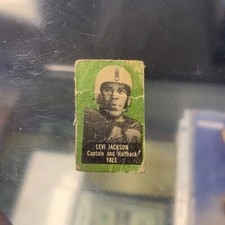 LEVI JACKSON
Captain and Halfback
YALE